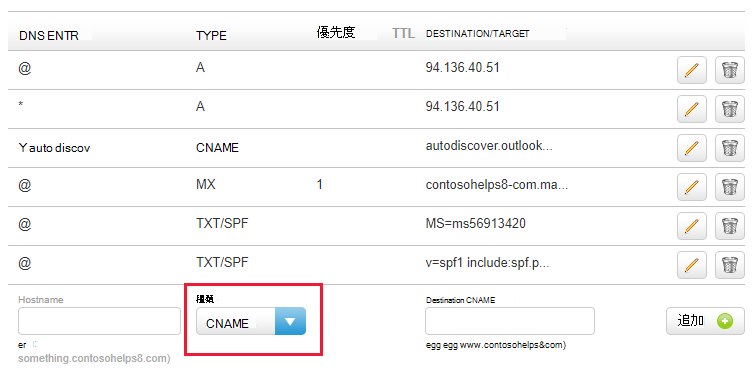 DNS ENTR TYPE 優先度 TTL DESTINATION/TARGET
@ A 94.136.40.51
* A 94.136.40.51
Y auto discov CNAME autodiscover.outlook...
@ MX 1 contosohelps8-com.ma...
@ TXT/SPF MS=ms56913420
@ TXT/SPF v=spf1 include:spf.p...
Hostname 種類 Destination CNAME
CNAME 追加
er egg egg www.contosohelps&com)
something.contosohelps8.com)